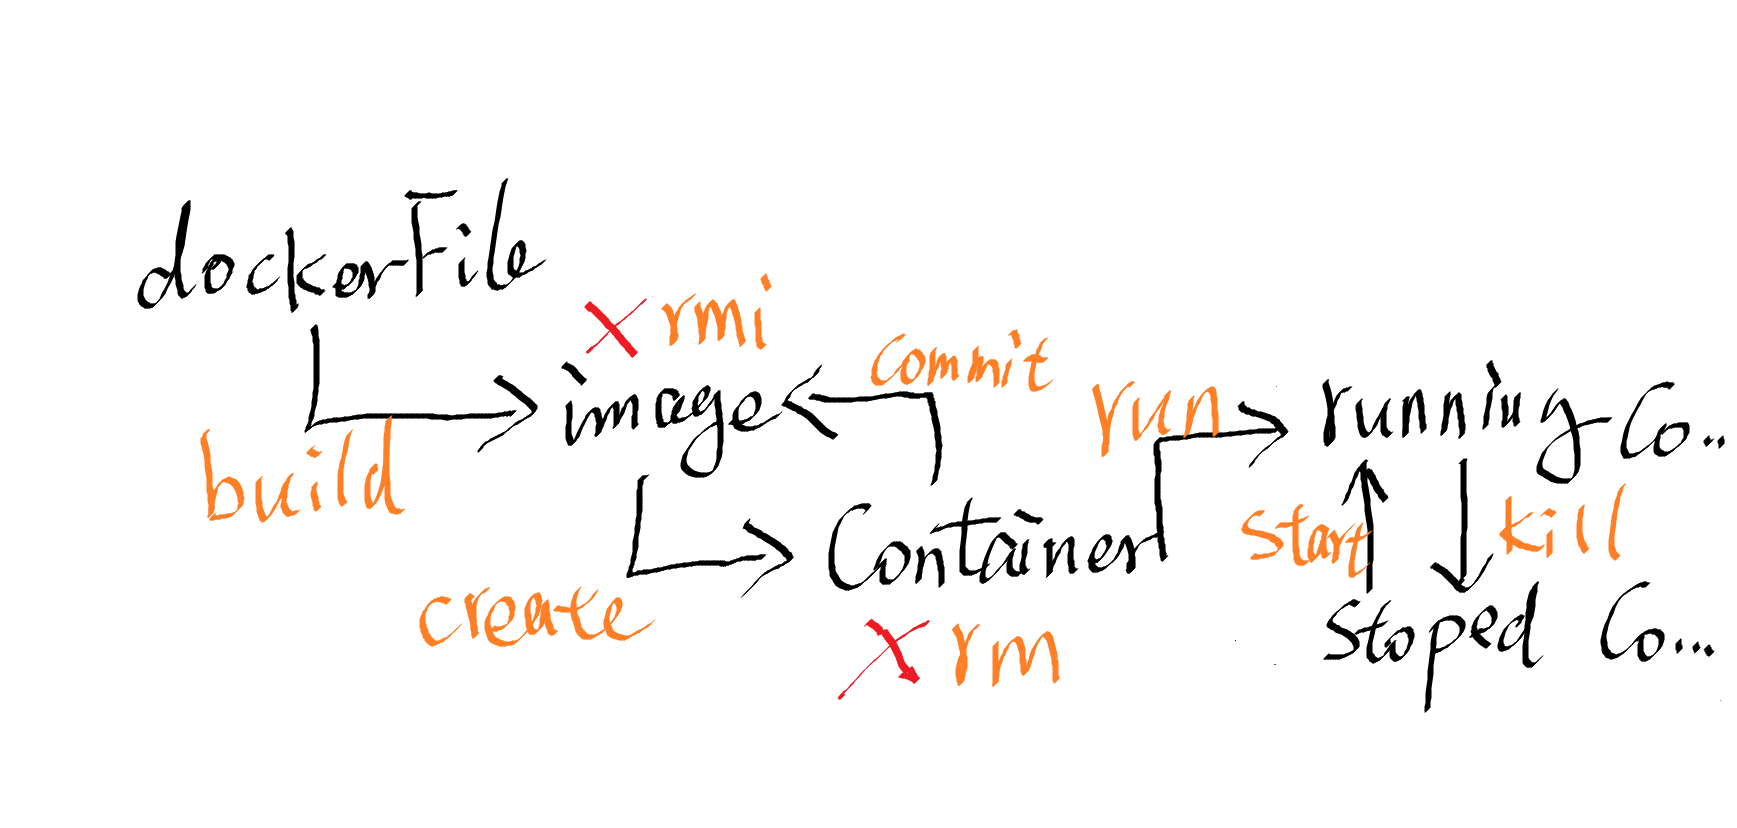 dockerFile
rmi
commit
image
run
running Co..
build
start
kill
Container
create
rm
stoped Co...